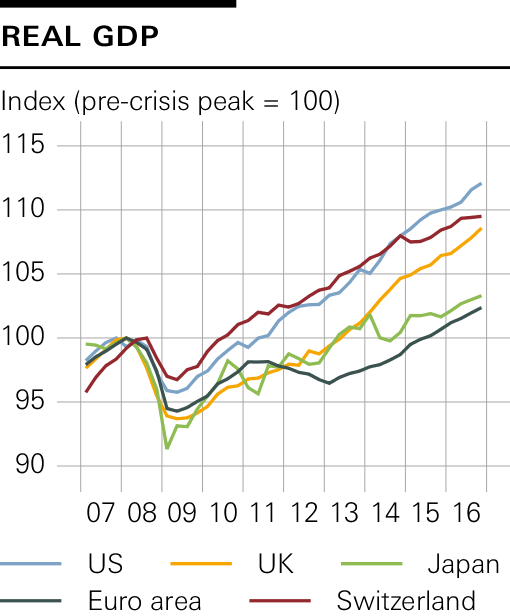 REAL GDP
Index (pre-crisis peak = 100)
115
110
105
100
95
90
07 08 09 10 11 12 13 14 15 16
US UK Japan
Euro area Switzerland